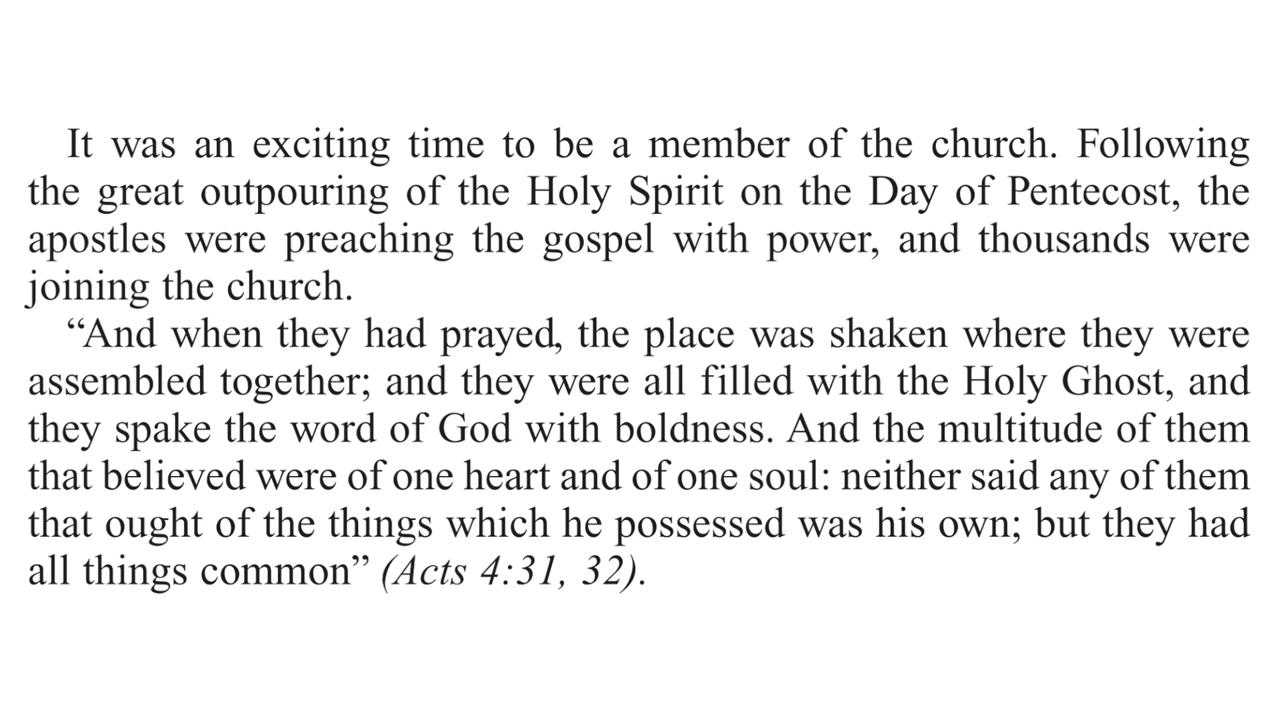 It was an exciting time to be a member of the church. Following
the great outpouring of the Holy Spirit on the Day of Pentecost, the
apostles were preaching the gospel with power, and thousands were
joining the church.
“And when they had prayed, the place was shaken where they were
assembled together; and they were all filled with the Holy Ghost, and
they spake the word of God with boldness. And the multitude of them
that believed were of one heart and of one soul: neither said any of them
that ought of the things which he possessed was his own; but they had
all things common” (Acts 4:31, 32).